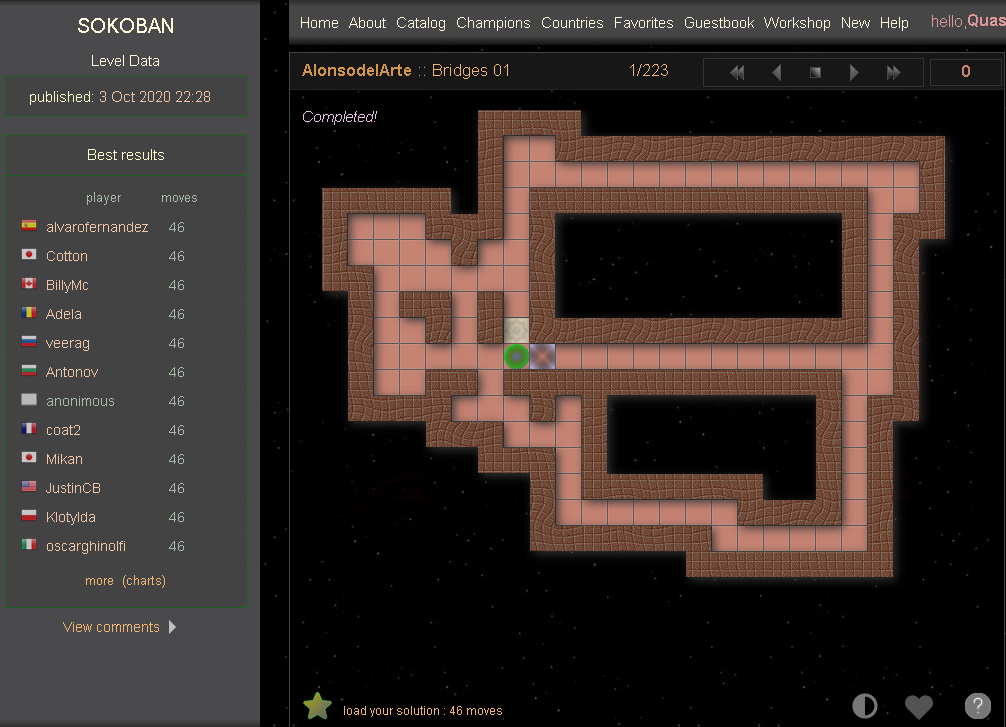 SOKOBAN
Level Data
published: 3 Oct 2020 22:28
Best results
player moves
alvarofernandez 46
Cotton 46
BillyMc 46
Adela 46
veerag 46
Antonov 46
anonimous 46
coat2 46
Mikan 46
JustinCB 46
Klotylda 46
oscarghinolfi 46
more (charts)
View comments
Home About Catalog Champions Countries Favorites Guestbook Workshop New Help hello,Quas
AlonsodelArte :: Bridges 01 1/223 0
Completed!
load your solution : 46 moves
?